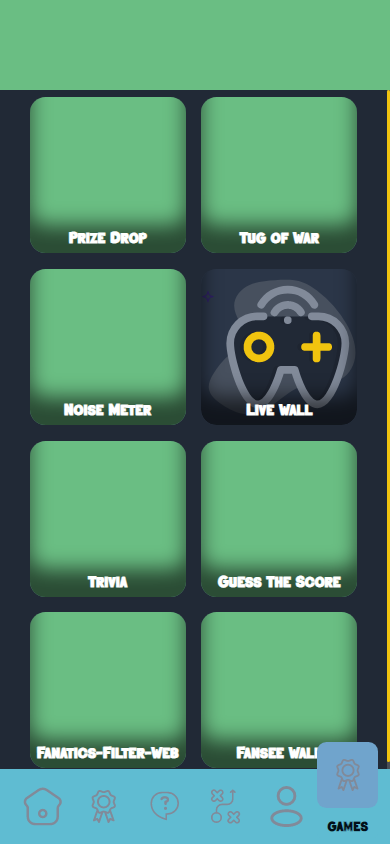 Prize Drop
Tug of War
Noise Meter
Live Wall
Trivia
Guess The Score
Fanatics-Filter-Web
Fansee Wall
GAMES